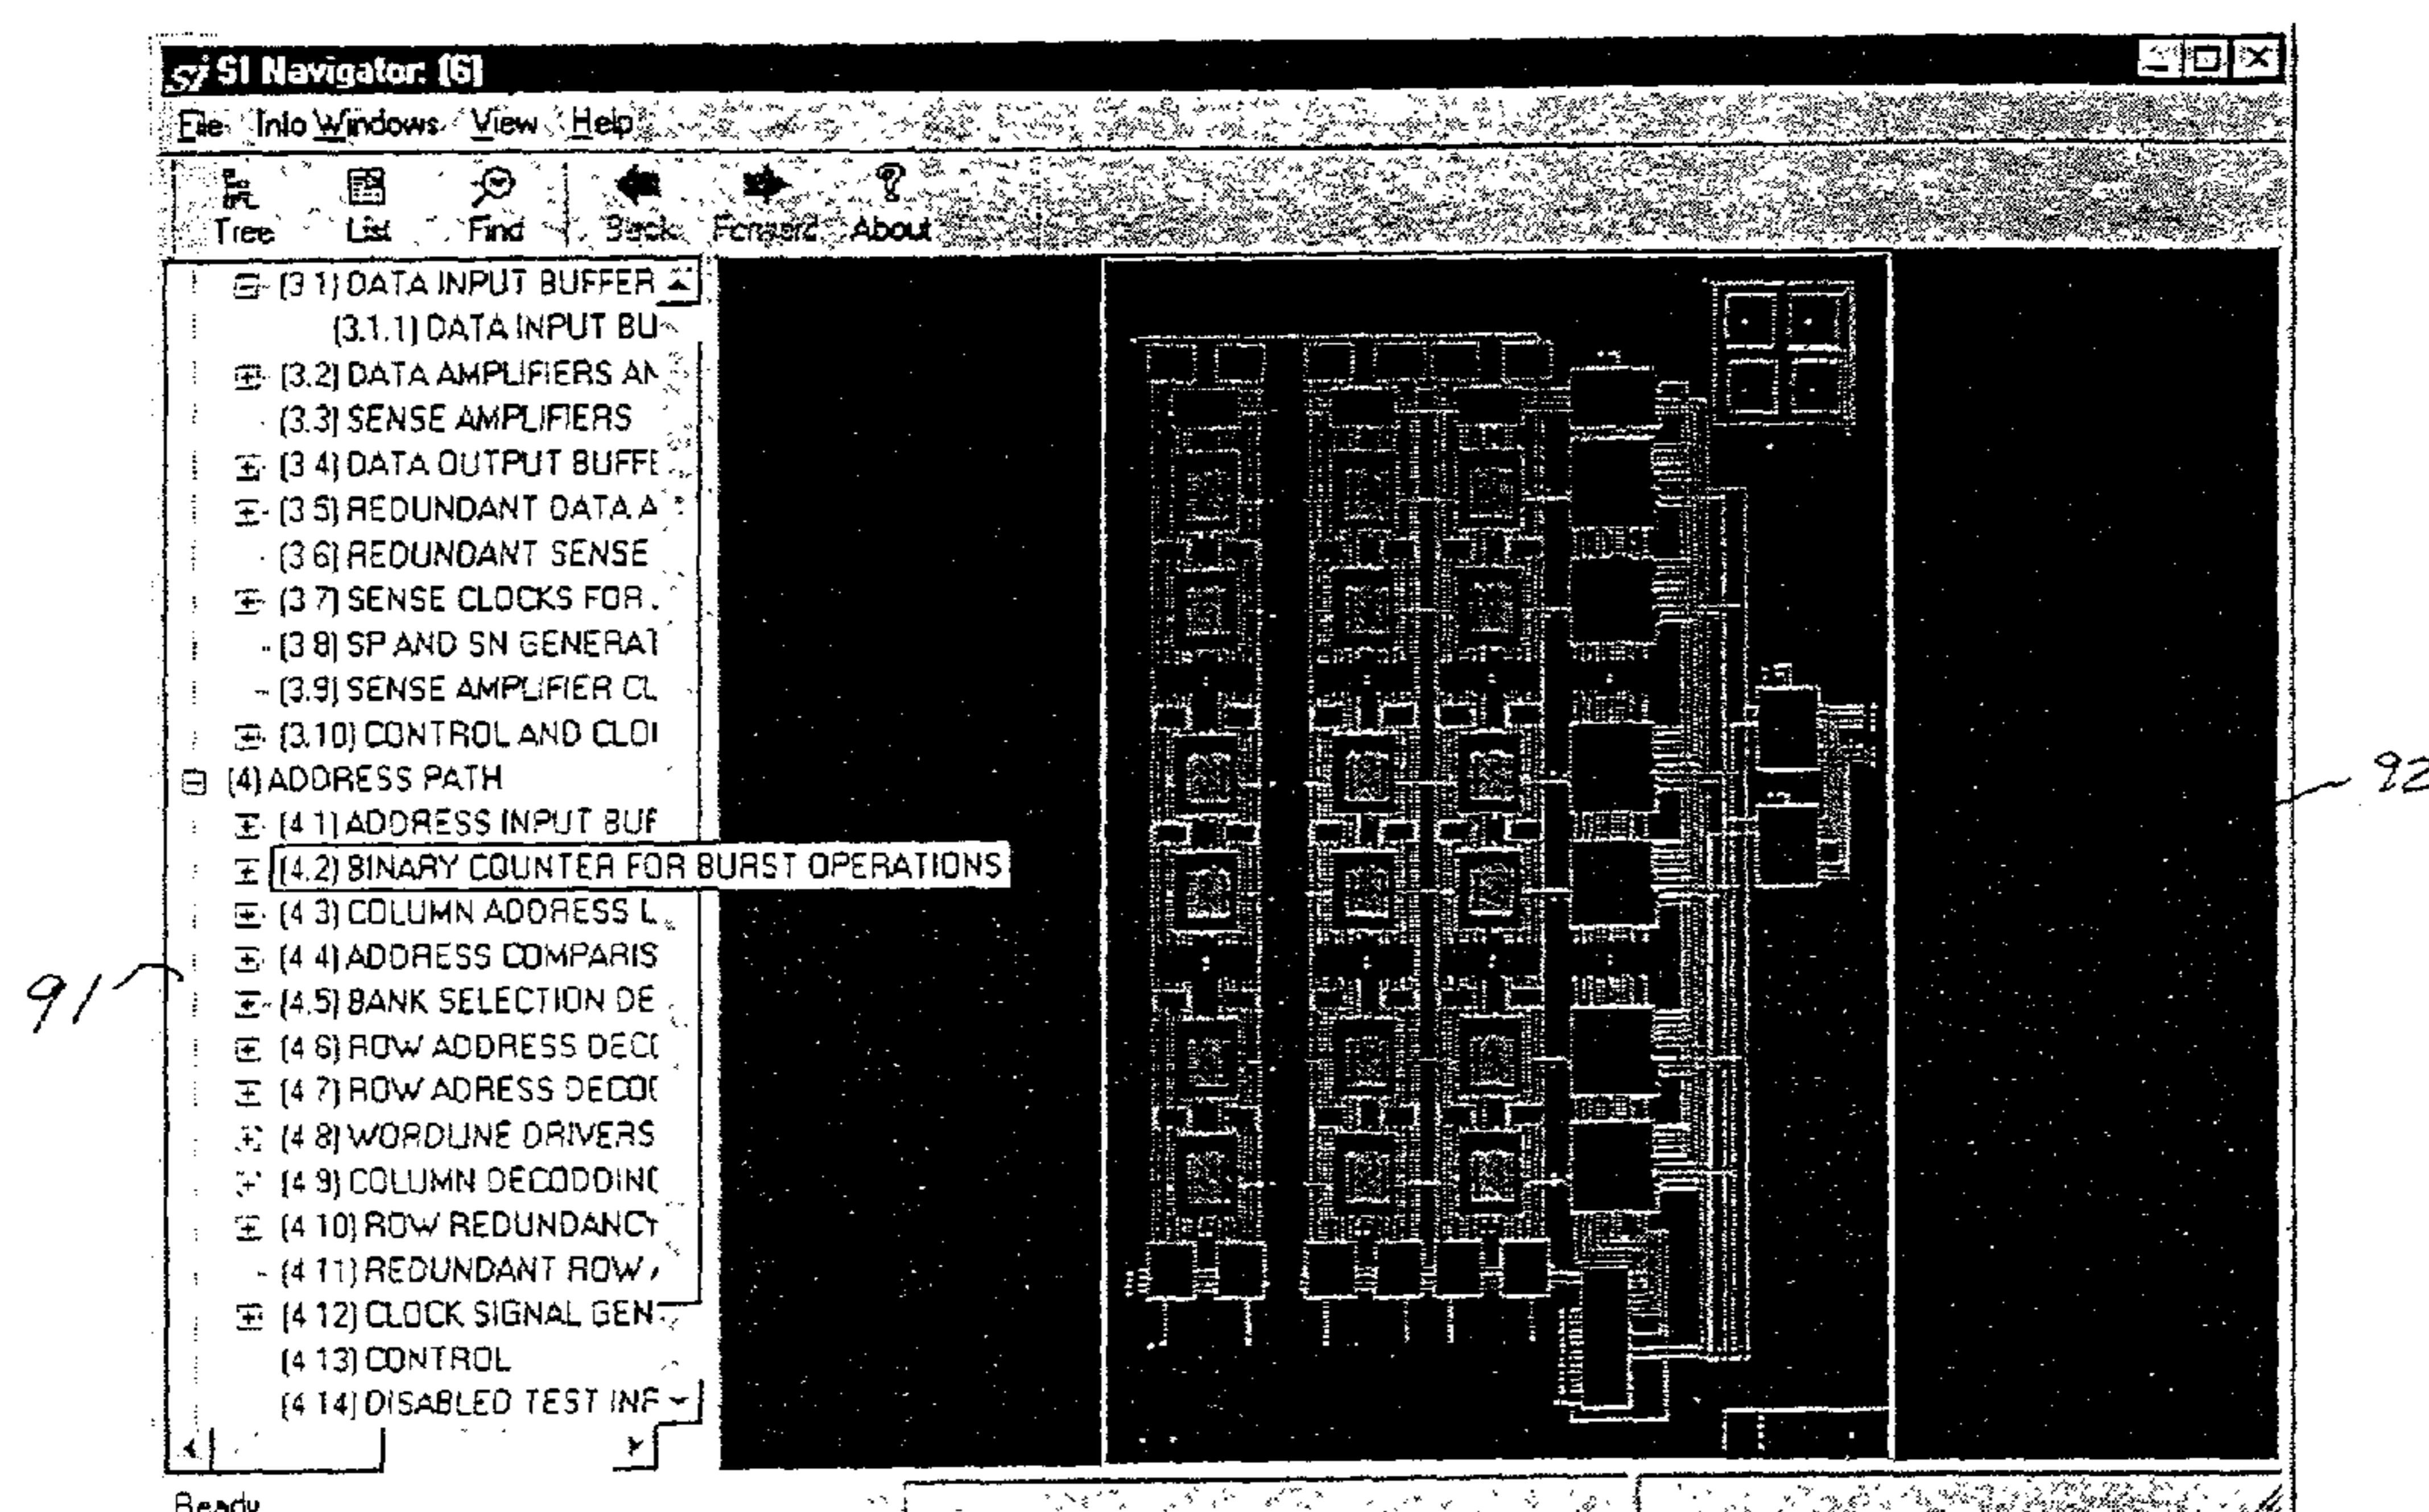 Si SI Navigator: [6]
File Info Windows View Help
Tree List Find Back Forward About
[3 1] DATA INPUT BUFFER
[3.1.1] DATA INPUT BU
[3.2] DATA AMPLIFIERS AN
[3.3] SENSE AMPLIFIERS
[3 4] DATA OUTPUT BUFFE
[3 5] REDUNDANT DATA A
[3 6] REDUNDANT SENSE
[3 7] SENSE CLOCKS FOR
[3 8] SP AND SN GENERAT
[3.9] SENSE AMPLIFIER CL
[3.10] CONTROL AND CLO
[4] ADDRESS PATH
[4 1] ADDRESS INPUT BUF
[4.2] BINARY COUNTER FOR BURST OPERATIONS
[4 3] COLUMN ADDRESS L
[4 4] ADDRESS COMPARIS
[4.5] BANK SELECTION DE
[4 6] ROW ADDRESS DEC
[4 7] ROW ADRESS DECO
[4 8] WORDLINE DRIVERS
[4 9] COLUMN DECODDING
[4 10] ROW REDUNDANCY
[4 11] REDUNDANT ROW
[4 12] CLOCK SIGNAL GEN
[4 13] CONTROL
[4 14] DISABLED TEST INF
Ready
91
92